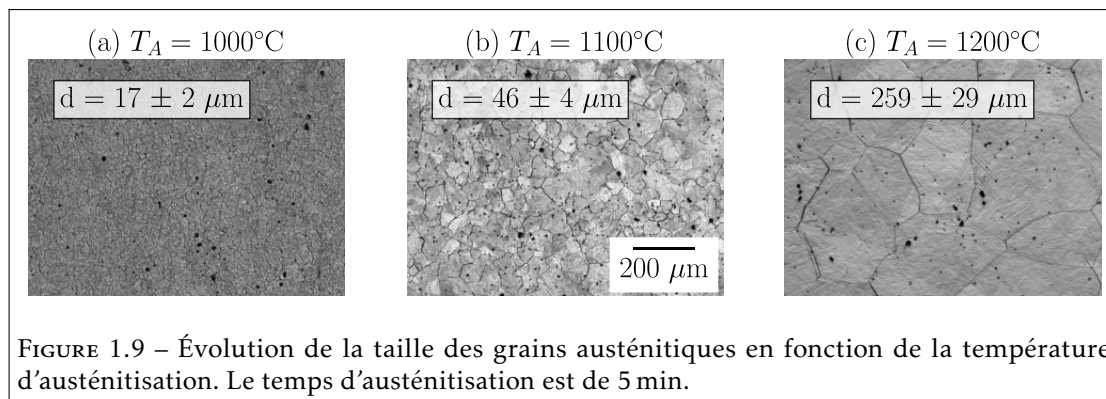 (a) T_A = 1000°C
(b) T_A = 1100°C
(c) T_A = 1200°C
d = 17 ± 2 μm
d = 46 ± 4 μm
d = 259 ± 29 μm
200 μm
FIGURE 1.9 – Évolution de la taille des grains austénitiques en fonction de la température
d'austénitisation. Le temps d'austénitisation est de 5 min.